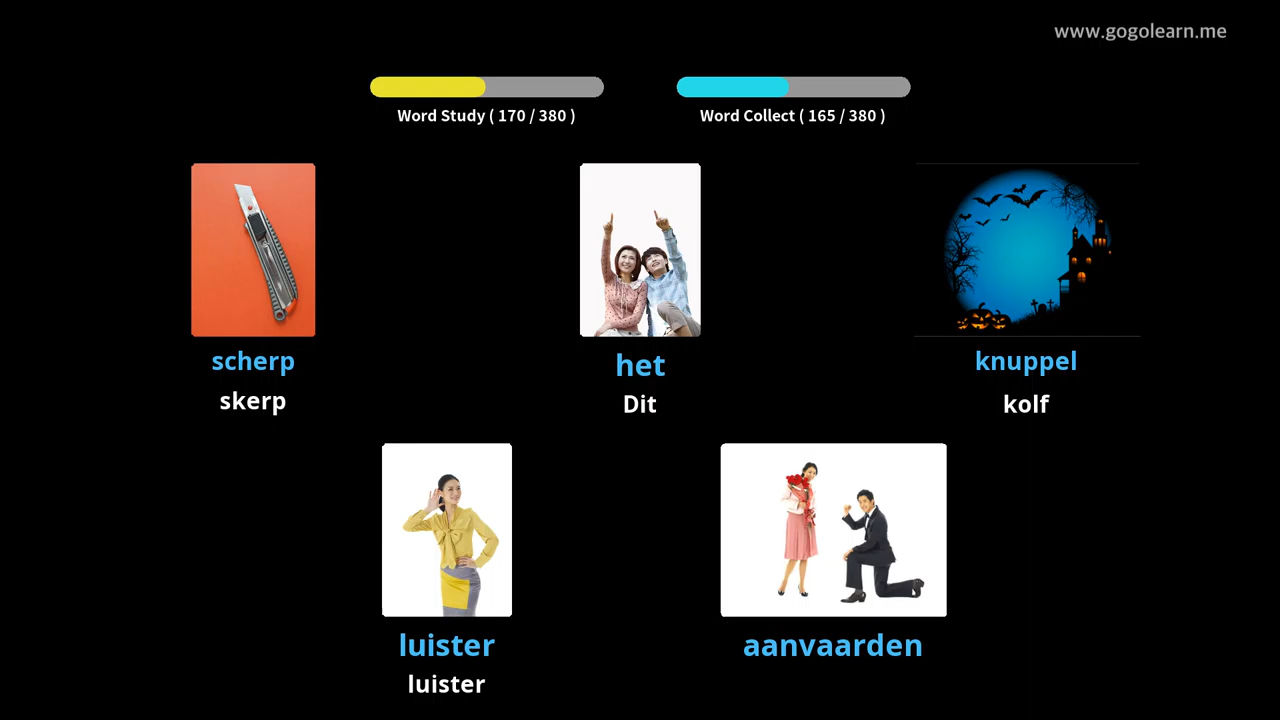 www.gogolearn.me
Word Study ( 170 / 380 )
Word Collect ( 165 / 380 )
scherp
skerp
het
Dit
knuppel
kolf
luister
luister
aanvaarden